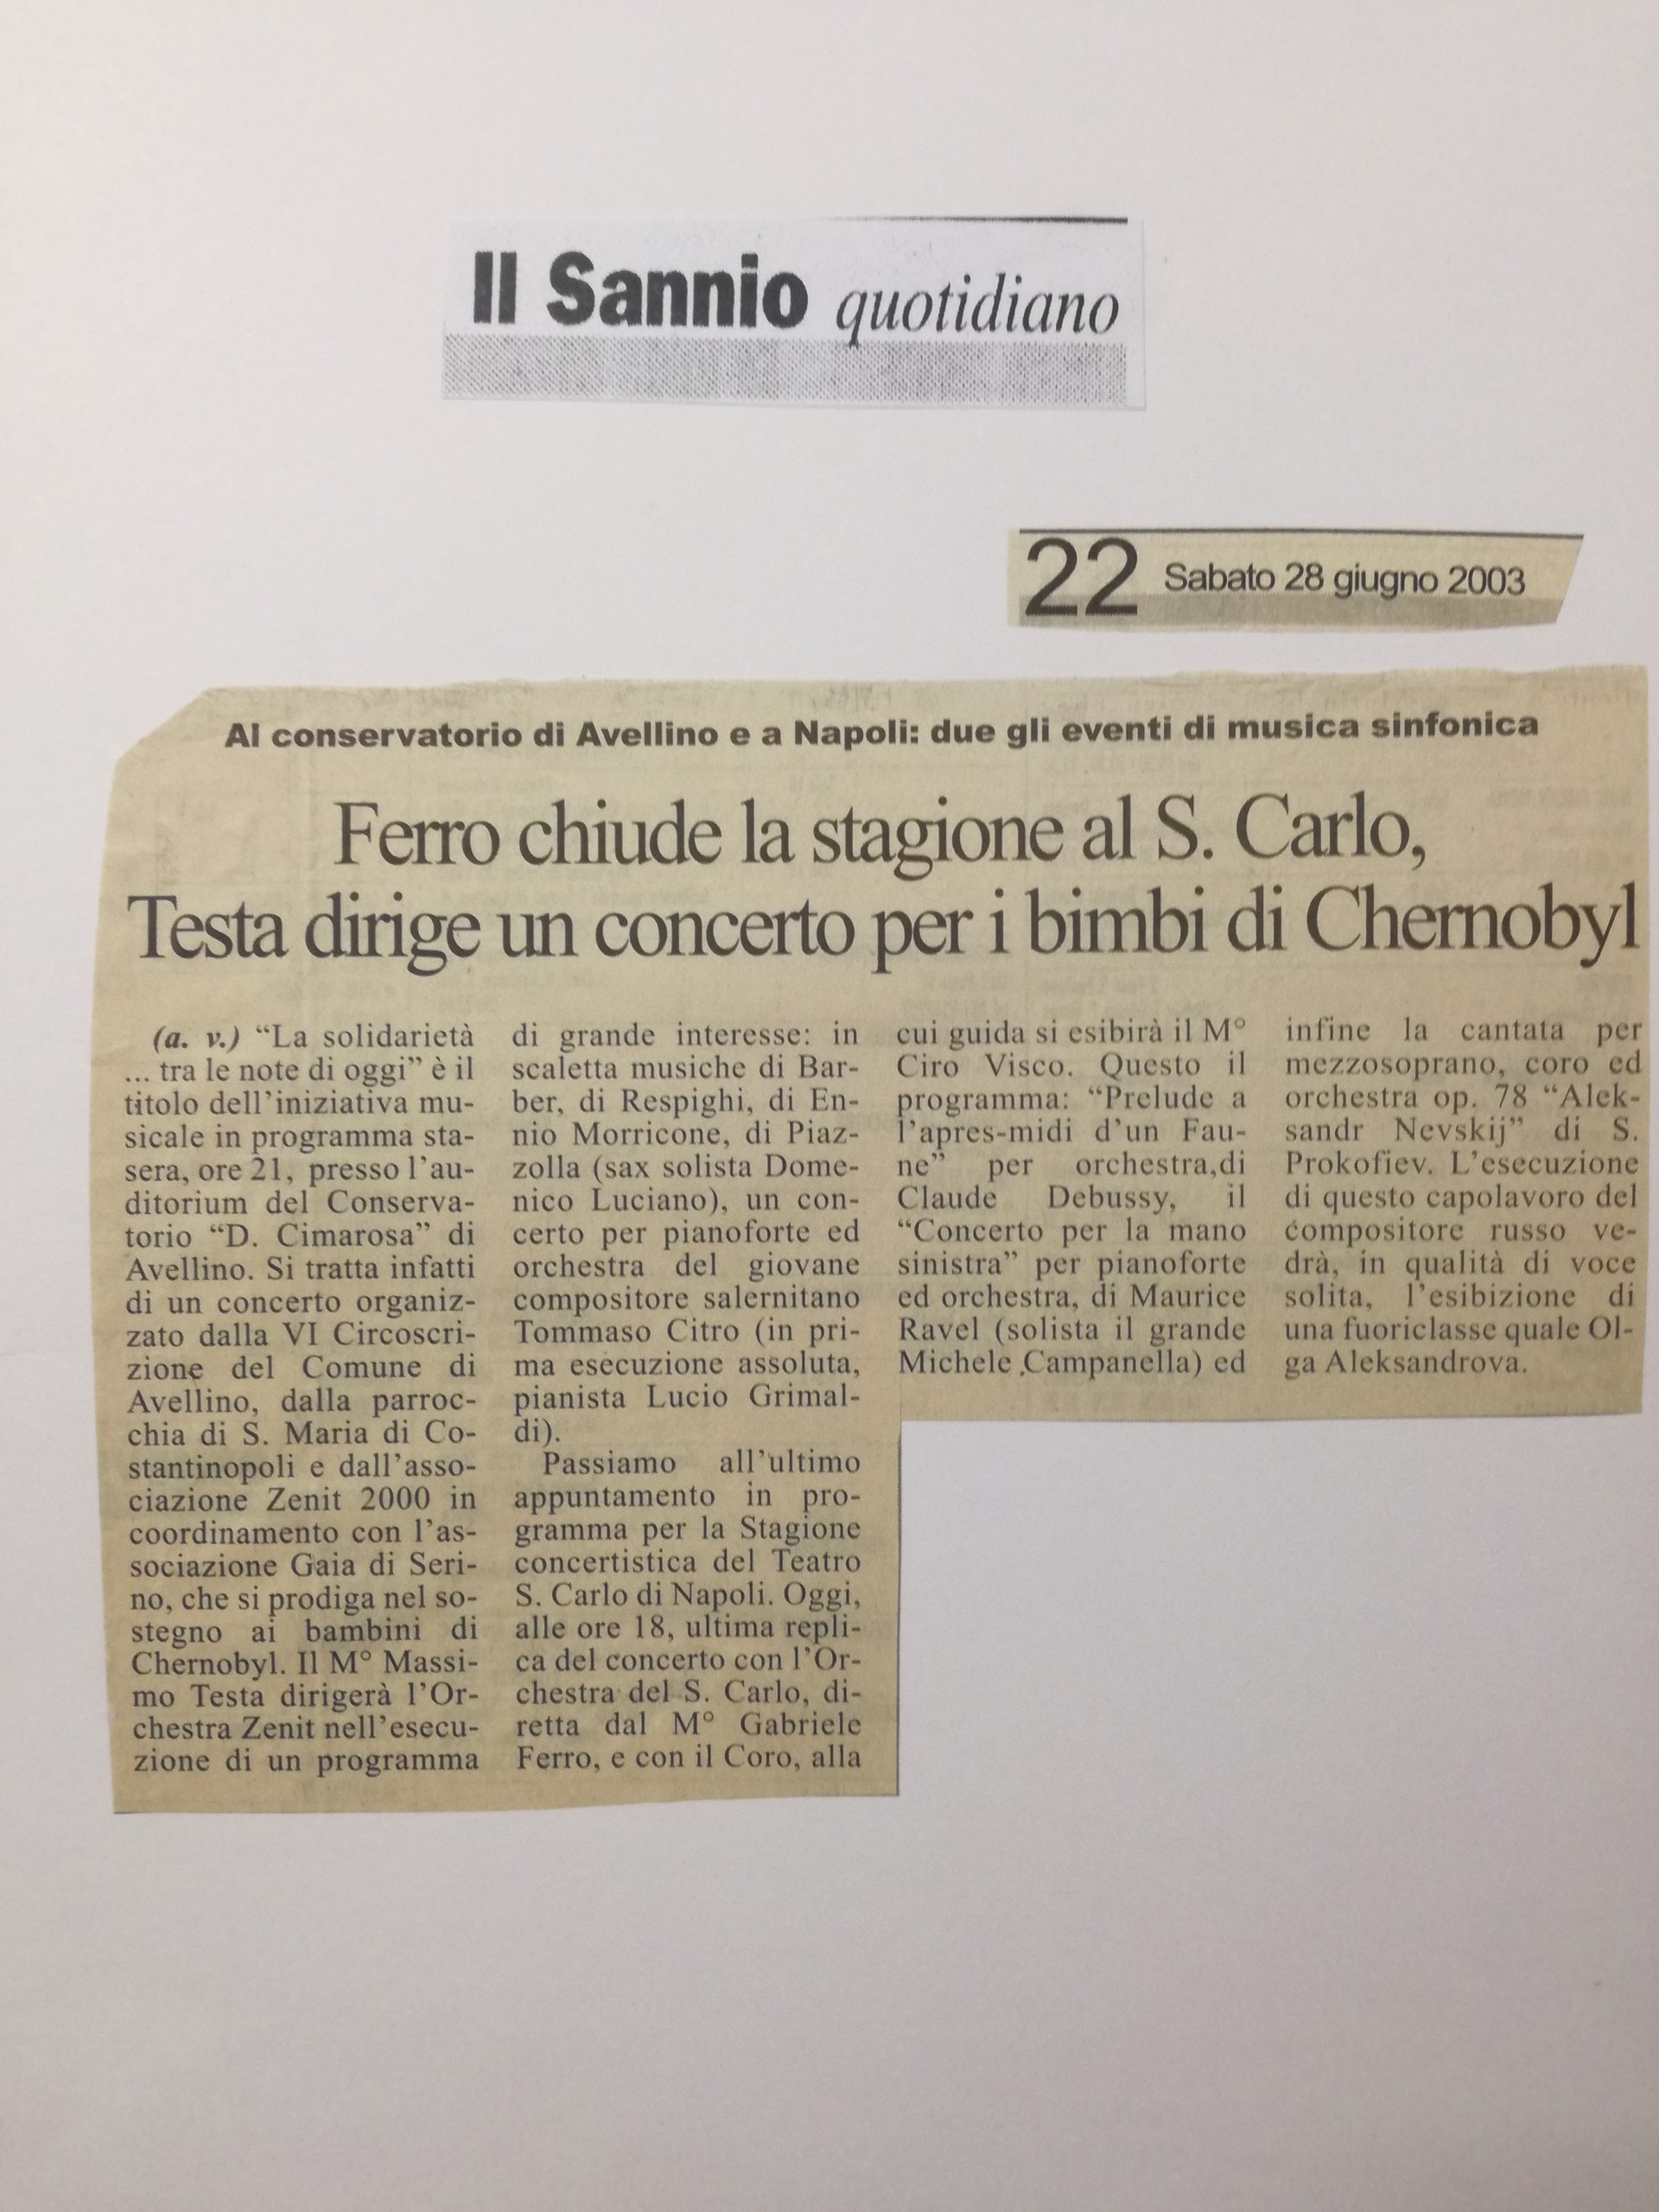 Il Sannio quotidiano
22 Sabato 28 giugno 2003
Al conservatorio di Avellino e a Napoli: due gli eventi di musica sinfonica
Ferro chiude la stagione al S. Carlo,
Testa dirige un concerto per i bimbi di Chernobyl
(a. v.) “La solidarietà
... tra le note di oggi” è il
titolo dell’iniziativa mu-
sicale in programma sta-
sera, ore 21, presso l’au-
ditorium del Conserva-
torio “D. Cimarosa” di
Avellino. Si tratta infatti
di un concerto organiz-
zato dalla VI Circoscri-
zione del Comune di
Avellino, dalla parroc-
chia di S. Maria di Co-
stantinopoli e dall’asso-
ciazione Zenit 2000 in
coordinamento con l’as-
sociazione Gaia di Seri-
no, che si prodiga nel so-
stegno ai bambini di
Chernobyl. Il M° Massi-
mo Testa dirigerà l’Or-
chestra Zenit nell’esecu-
zione di un programma
di grande interesse: in
scaletta musiche di Bar-
ber, di Respighi, di En-
nio Morricone, di Piaz-
zolla (sax solista Dome-
nico Luciano), un con-
certo per pianoforte ed
orchestra del giovane
compositore salernitano
Tommaso Citro (in pri-
ma esecuzione assoluta,
pianista Lucio Grimal-
di).
Passiamo all’ultimo
appuntamento in pro-
gramma per la Stagione
concertistica del Teatro
S. Carlo di Napoli. Oggi,
alle ore 18, ultima repli-
ca del concerto con l’Or-
chestra del S. Carlo, di-
retta dal M° Gabriele
Ferro, e con il Coro, alla
cui guida si esibirà il M°
Ciro Visco. Questo il
programma: “Prelude a
l’apres-midi d’un Fau-
ne” per orchestra,di
Claude Debussy, il
“Concerto per la mano
sinistra” per pianoforte
ed orchestra, di Maurice
Ravel (solista il grande
Michele Campanella) ed
infine la cantata per
mezzosoprano, coro ed
orchestra op. 78 “Alek-
sandr Nevskij” di S.
Prokofiev. L’esecuzione
di questo capolavoro del
compositore russo ve-
drà, in qualità di voce
solita, l’esibizione di
una fuoriclasse quale Ol-
ga Aleksandrova.